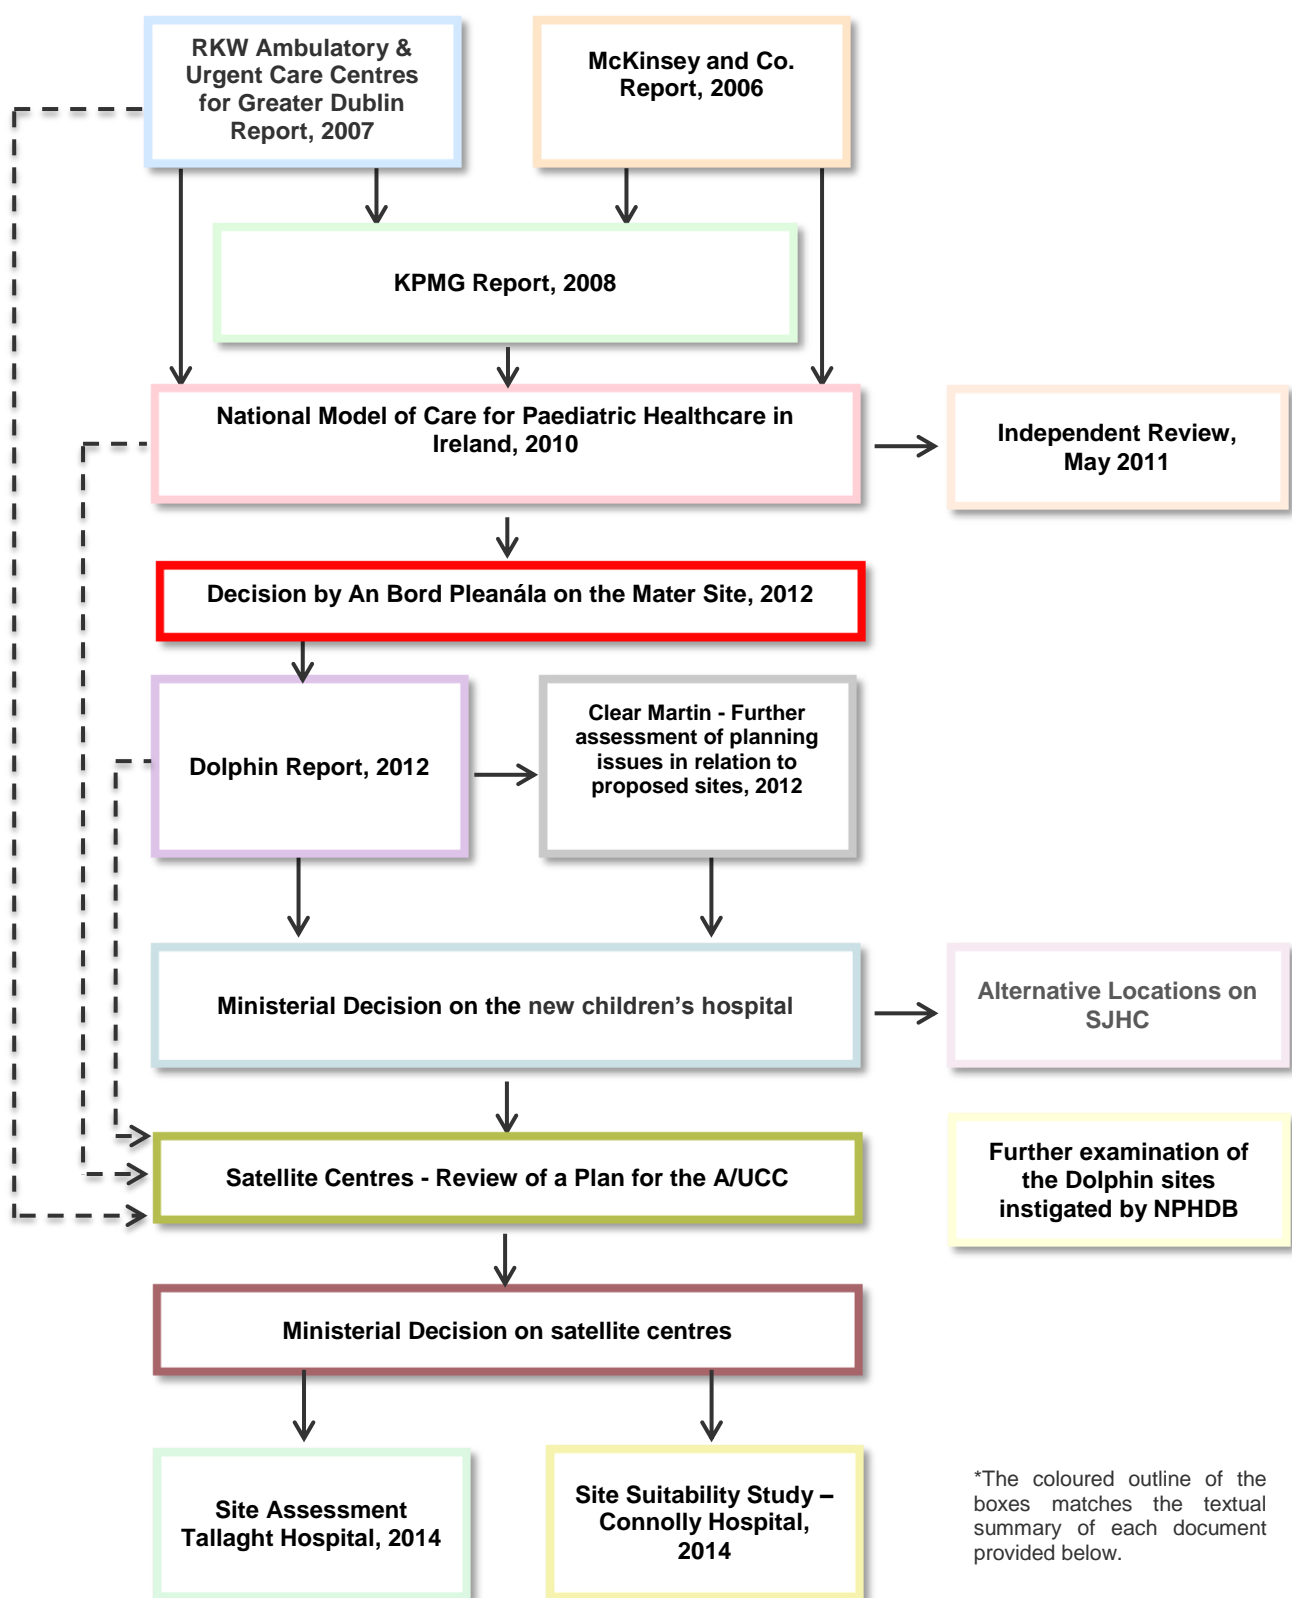 RKW Ambulatory &
Urgent Care Centres
for Greater Dublin
Report, 2007
McKinsey and Co.
Report, 2006
KPMG Report, 2008
National Model of Care for Paediatric Healthcare in
Ireland, 2010
Independent Review,
May 2011
Decision by An Bord Pleanála on the Mater Site, 2012
Dolphin Report, 2012
Clear Martin - Further
assessment of planning
issues in relation to
proposed sites, 2012
Ministerial Decision on the new children’s hospital
Alternative Locations on
SJHC
Satellite Centres - Review of a Plan for the A/UCC
Further examination of
the Dolphin sites
instigated by NPHDB
Ministerial Decision on satellite centres
Site Assessment
Tallaght Hospital, 2014
Site Suitability Study –
Connolly Hospital,
2014
*The coloured outline of the
boxes matches the textual
summary of each document
provided below.